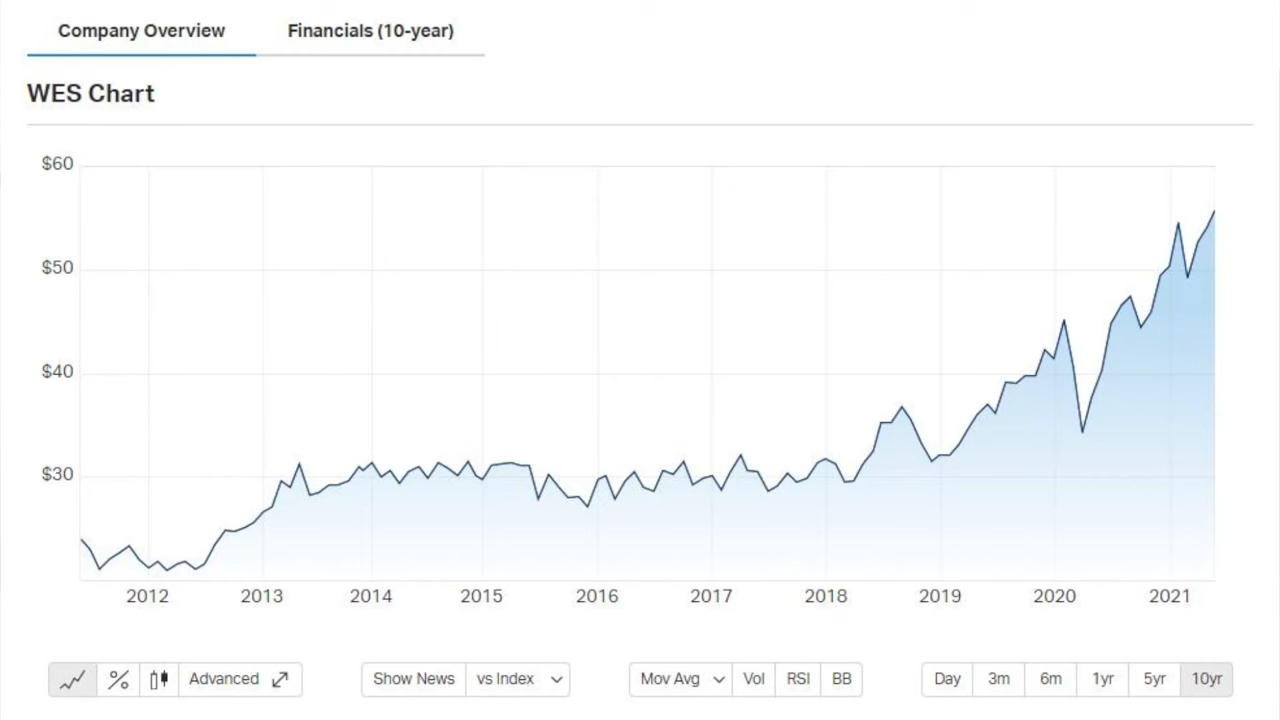 Company Overview Financials (10-year)
WES Chart
$60
$50
$40
$30
2012 2013 2014 2015 2016 2017 2018 2019 2020 2021
% Advanced Show News vs Index Mov Avg Vol RSI BB Day 3m 6m 1yr 5yr 10yr